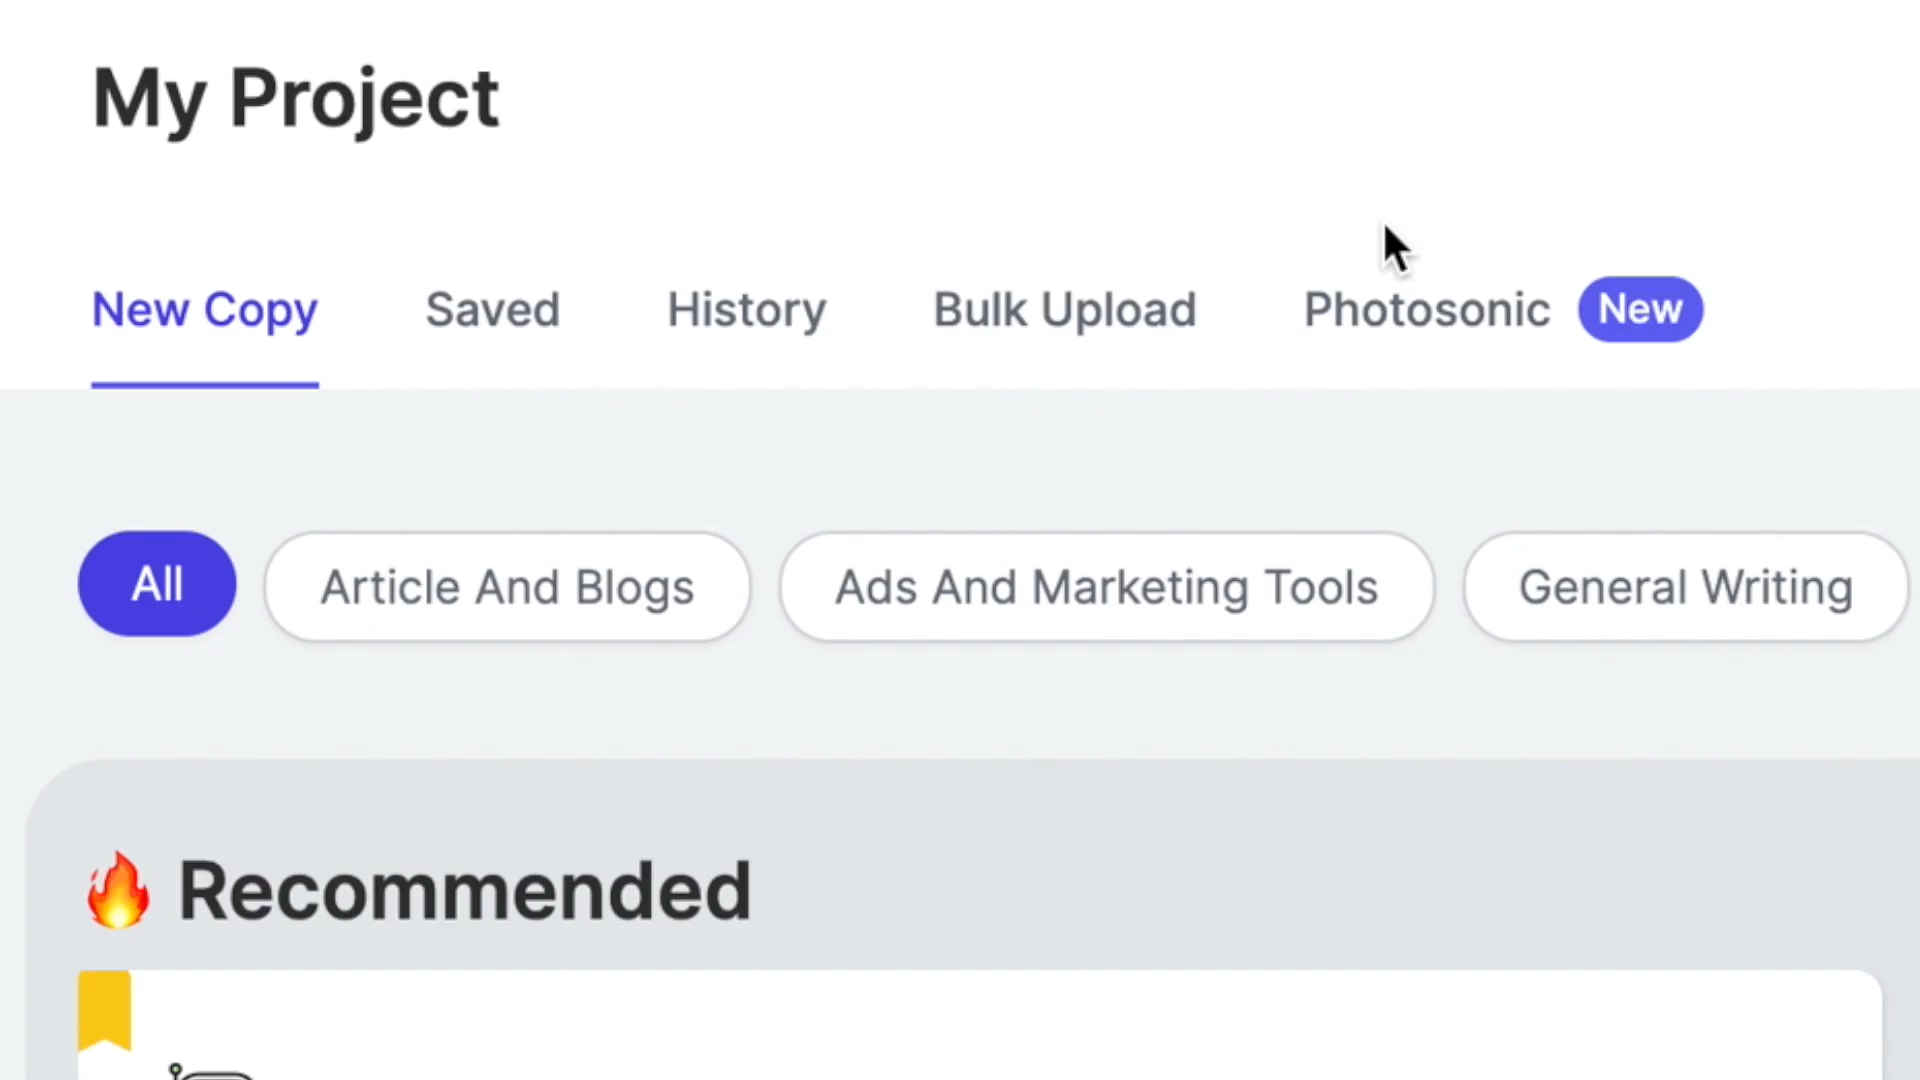 My Project
New Copy Saved History Bulk Upload Photosonic New
All Article And Blogs Ads And Marketing Tools General Writing
Recommended